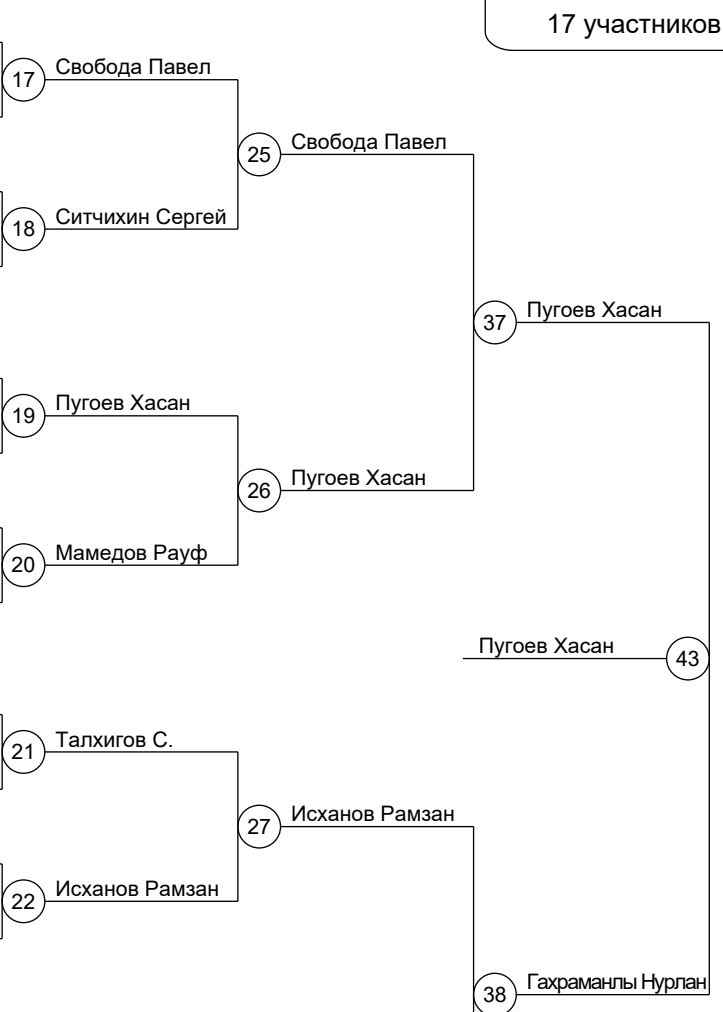 17 участников
17 Свобода Павел
25 Свобода Павел
18 Ситчихин Сергей
37 Пугоев Хасан
19 Пугоев Хасан
26 Пугоев Хасан
20 Мамедов Рауф
Пугоев Хасан 43
21 Талхигов С.
27 Исханов Рамзан
22 Исханов Рамзан
38 Гахраманлы Нурлан